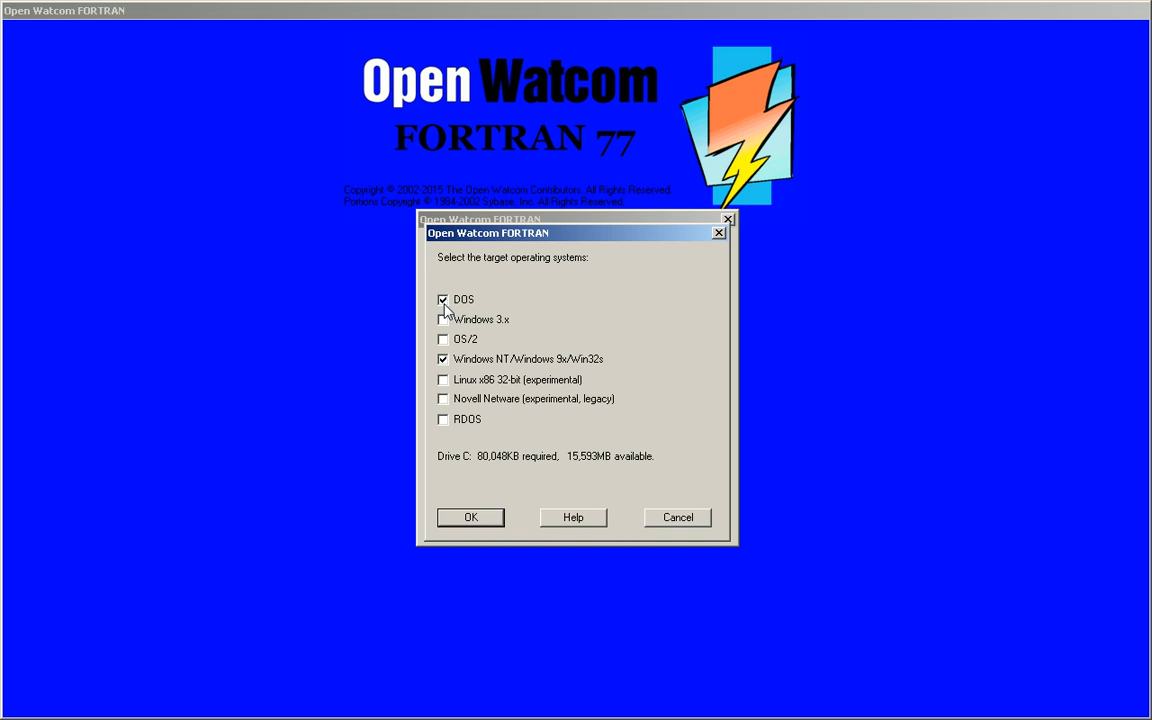 Open Watcom FORTRAN
Open Watcom
FORTRAN 77
Copyright © 2002-2015 The Open Watcom Contributors. All Rights Reserved.
Portions Copyright © 1984-2002 Sybase, Inc. All Rights Reserved.
Open Watcom FORTRAN
Open Watcom FORTRAN
Select the target operating systems:
DOS
Windows 3.x
OS/2
Windows NT/Windows 9x/Win32s
Linux x86 32-bit (experimental)
Novell Netware (experimental, legacy)
RDOS
Drive C: 80,048KB required, 15,593MB available.
OK Help Cancel